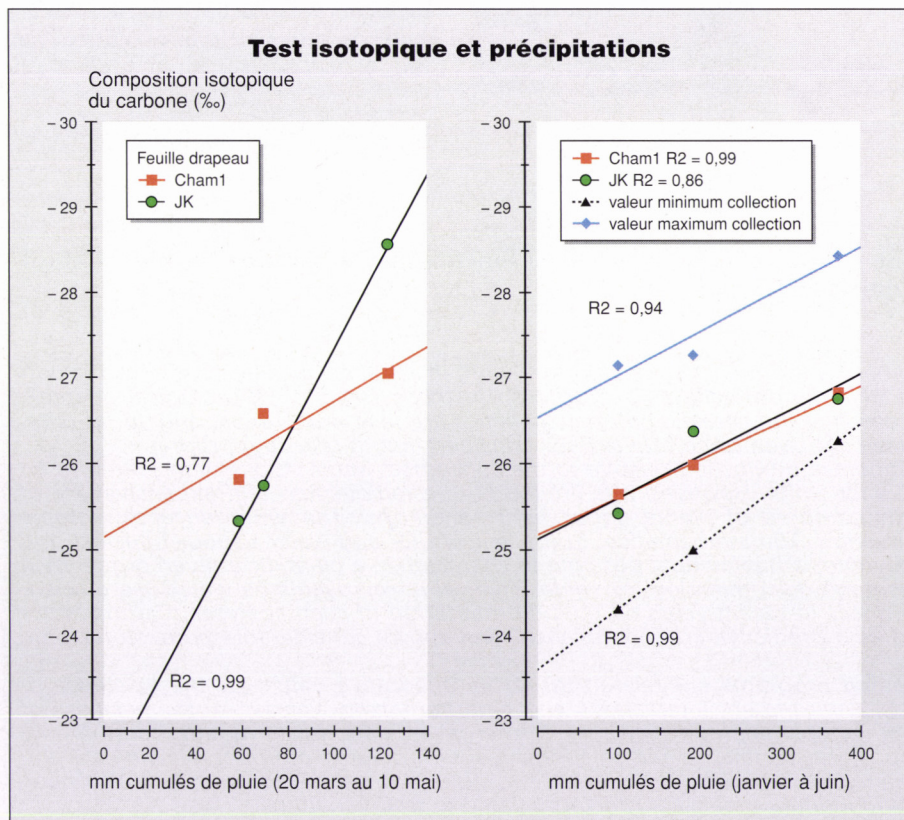 Test isotopique et précipitations
Composition isotopique
du carbone (‰)
– 30
– 29
– 28
– 27
– 26
– 25
– 24
– 23
Feuille drapeau
Cham1
JK
R2 = 0,77
R2 = 0,99
0 20 40 60 80 100 120 140
mm cumulés de pluie (20 mars au 10 mai)
– 30
– 29
– 28
– 27
– 26
– 25
– 24
– 23
Cham1 R2 = 0,99
JK R2 = 0,86
valeur minimum collection
valeur maximum collection
R2 = 0,94
R2 = 0,99
0 100 200 300 400
mm cumulés de pluie (janvier à juin)